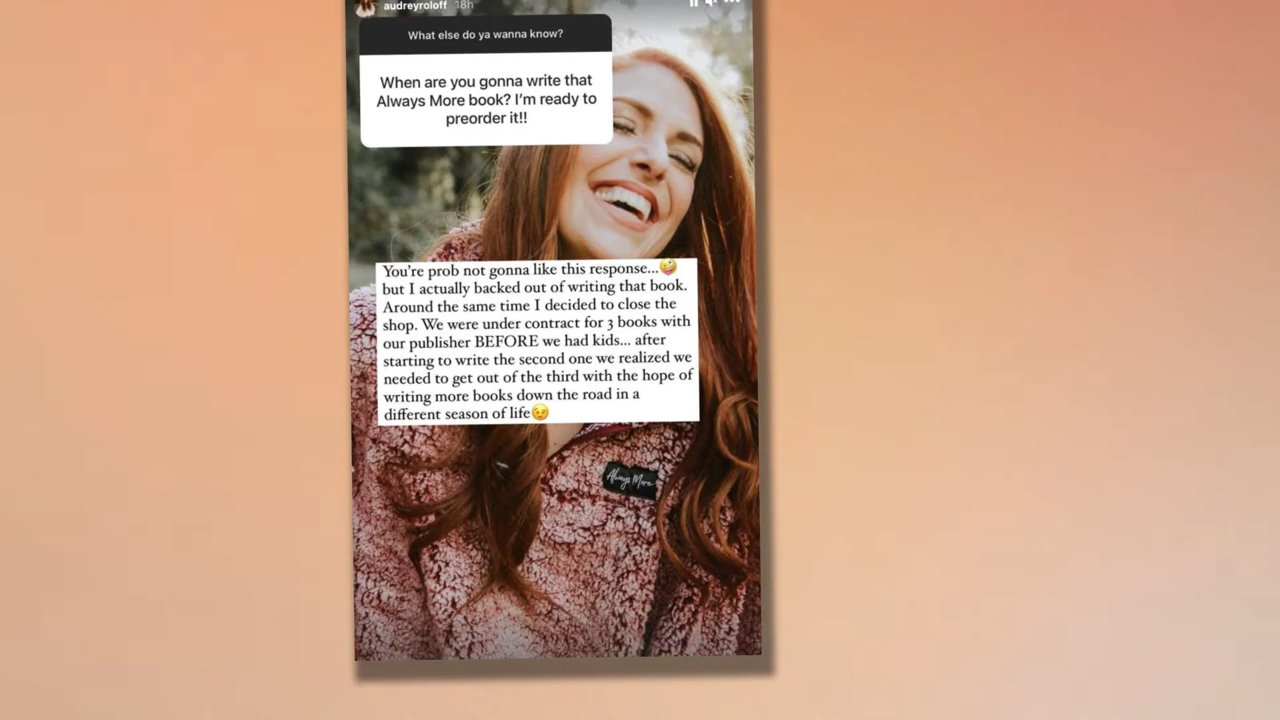 audreyroloff 18h
What else do ya wanna know?
When are you gonna write that
Always More book? I'm ready to
preorder it!!
You're prob not gonna like this response...🤪
but I actually backed out of writing that book.
Around the same time I decided to close the
shop. We were under contract for 3 books with
our publisher BEFORE we had kids... after
starting to write the second one we realized we
needed to get out of the third with the hope of
writing more books down the road in a
different season of life😉
Always More